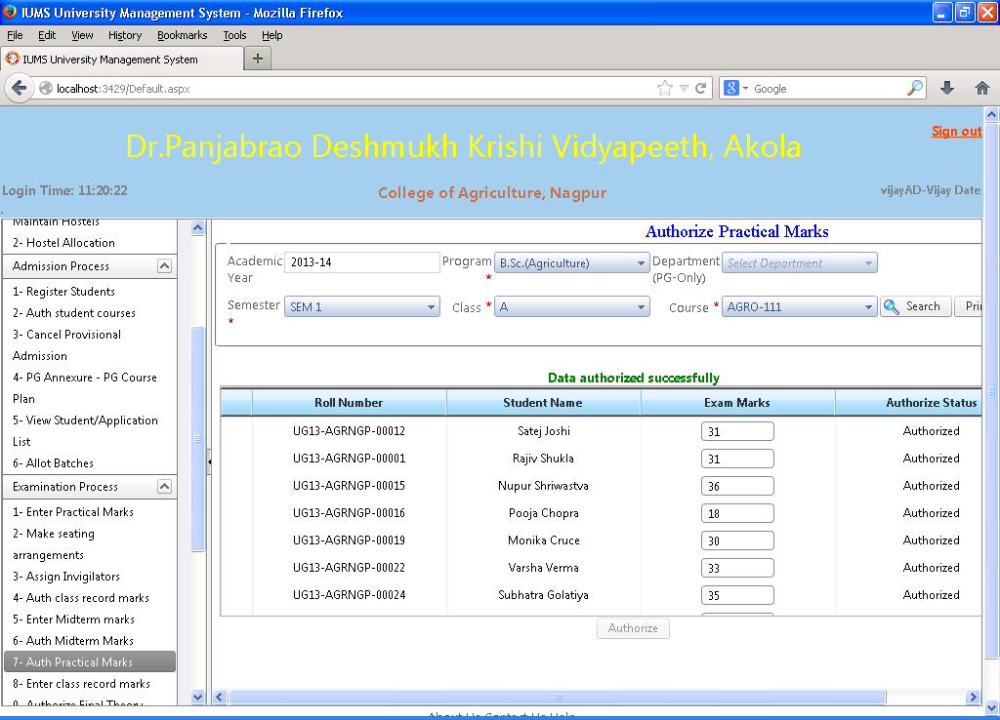 IUMS University Management System - Mozilla Firefox
File Edit View History Bookmarks Tools Help
IUMS University Management System
localhost:3429/Default.aspx
Google
Sign out
Dr.Panjabrao Deshmukh Krishi Vidyapeeth, Akola
Login Time: 11:20:22
College of Agriculture, Nagpur
vijayAD-Vijay Date
Maintain Hostels
2- Hostel Allocation
Admission Process
1- Register Students
2- Auth student courses
3- Cancel Provisional
Admission
4- PG Annexure - PG Course
Plan
5- View Student/Application
List
6- Allot Batches
Examination Process
1- Enter Practical Marks
2- Make seating
arrangements
3- Assign Invigilators
4- Auth class record marks
5- Enter Midterm marks
6- Auth Midterm Marks
7- Auth Practical Marks
8- Enter class record marks
9- Authorize Final Theory
Authorize Practical Marks
Academic Year 2013-14 Program * B.Sc.(Agriculture) Department (PG-Only) Select Department
Semester * SEM 1 Class * A Course * AGRO-111 Search Pri
Data authorized successfully
Roll Number Student Name Exam Marks Authorize Status
UG13-AGRNGP-00012 Satej Joshi 31 Authorized
UG13-AGRNGP-00001 Rajiv Shukla 31 Authorized
UG13-AGRNGP-00015 Nupur Shriwastva 36 Authorized
UG13-AGRNGP-00016 Pooja Chopra 18 Authorized
UG13-AGRNGP-00019 Monika Cruce 30 Authorized
UG13-AGRNGP-00022 Varsha Verma 33 Authorized
UG13-AGRNGP-00024 Subhatra Golatiya 35 Authorized
Authorize
About Us Contact Us Help